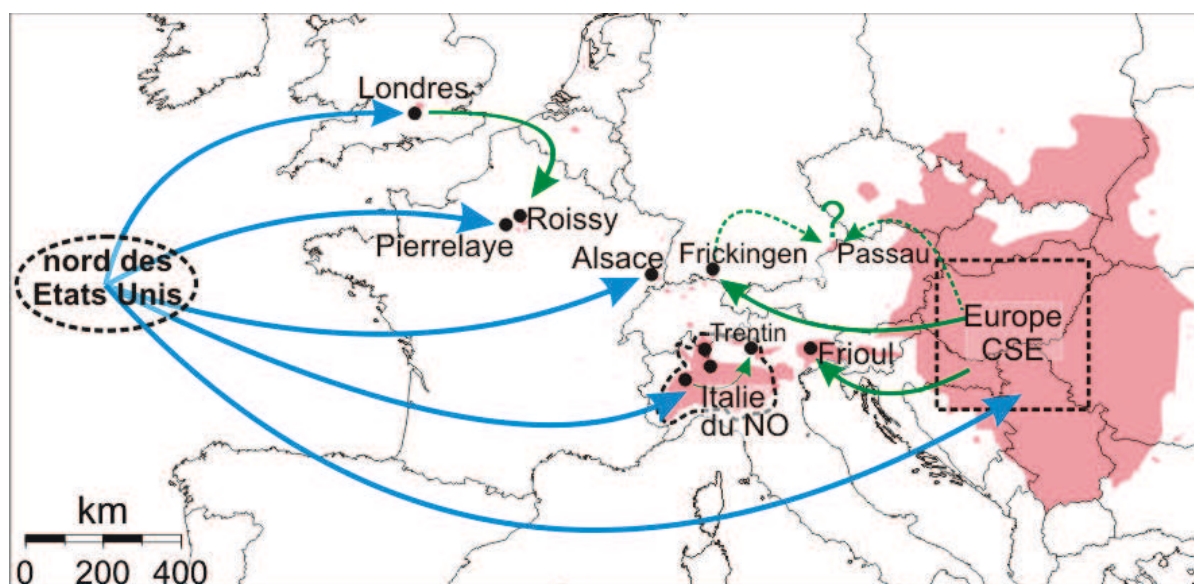 Londres
Roissy
Pierrelaye
nord des
Etats Unis
Alsace
Frickingen
?
Passau
Trentin
Frioul
Europe
CSE
Italie
du NO
km
0 200 400